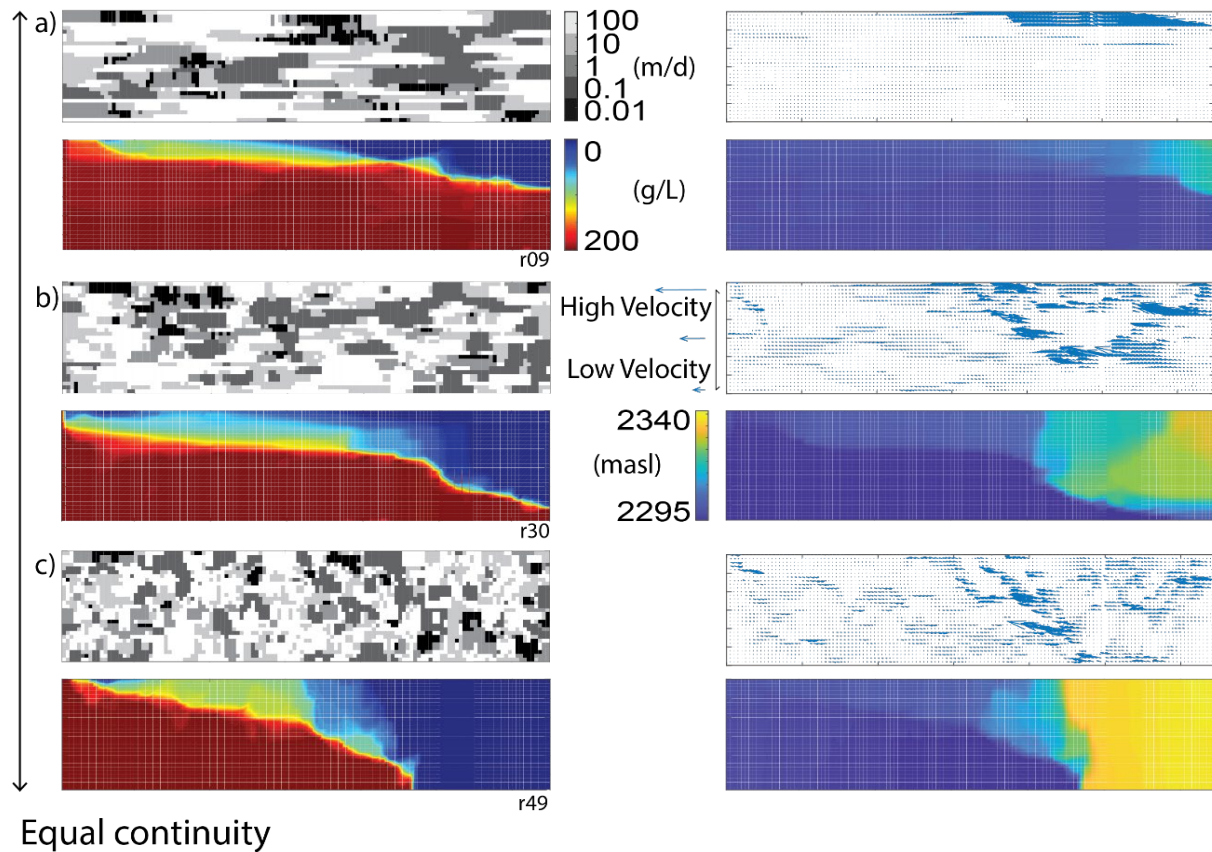 a)
100
10
1
0.1
0.01
(m/d)
0
(g/L)
200
r09
b)
High Velocity
Low Velocity
2340
(masl)
2295
r30
c)
r49
Equal continuity